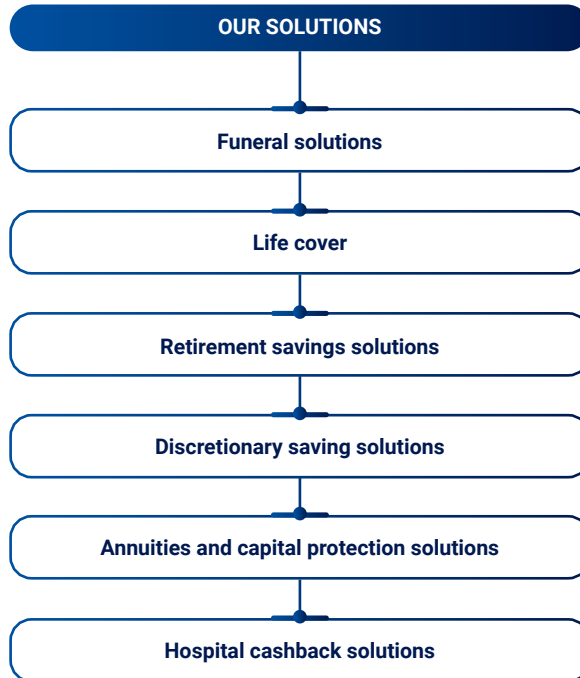 OUR SOLUTIONS
Funeral solutions
Life cover
Retirement savings solutions
Discretionary saving solutions
Annuities and capital protection solutions
Hospital cashback solutions